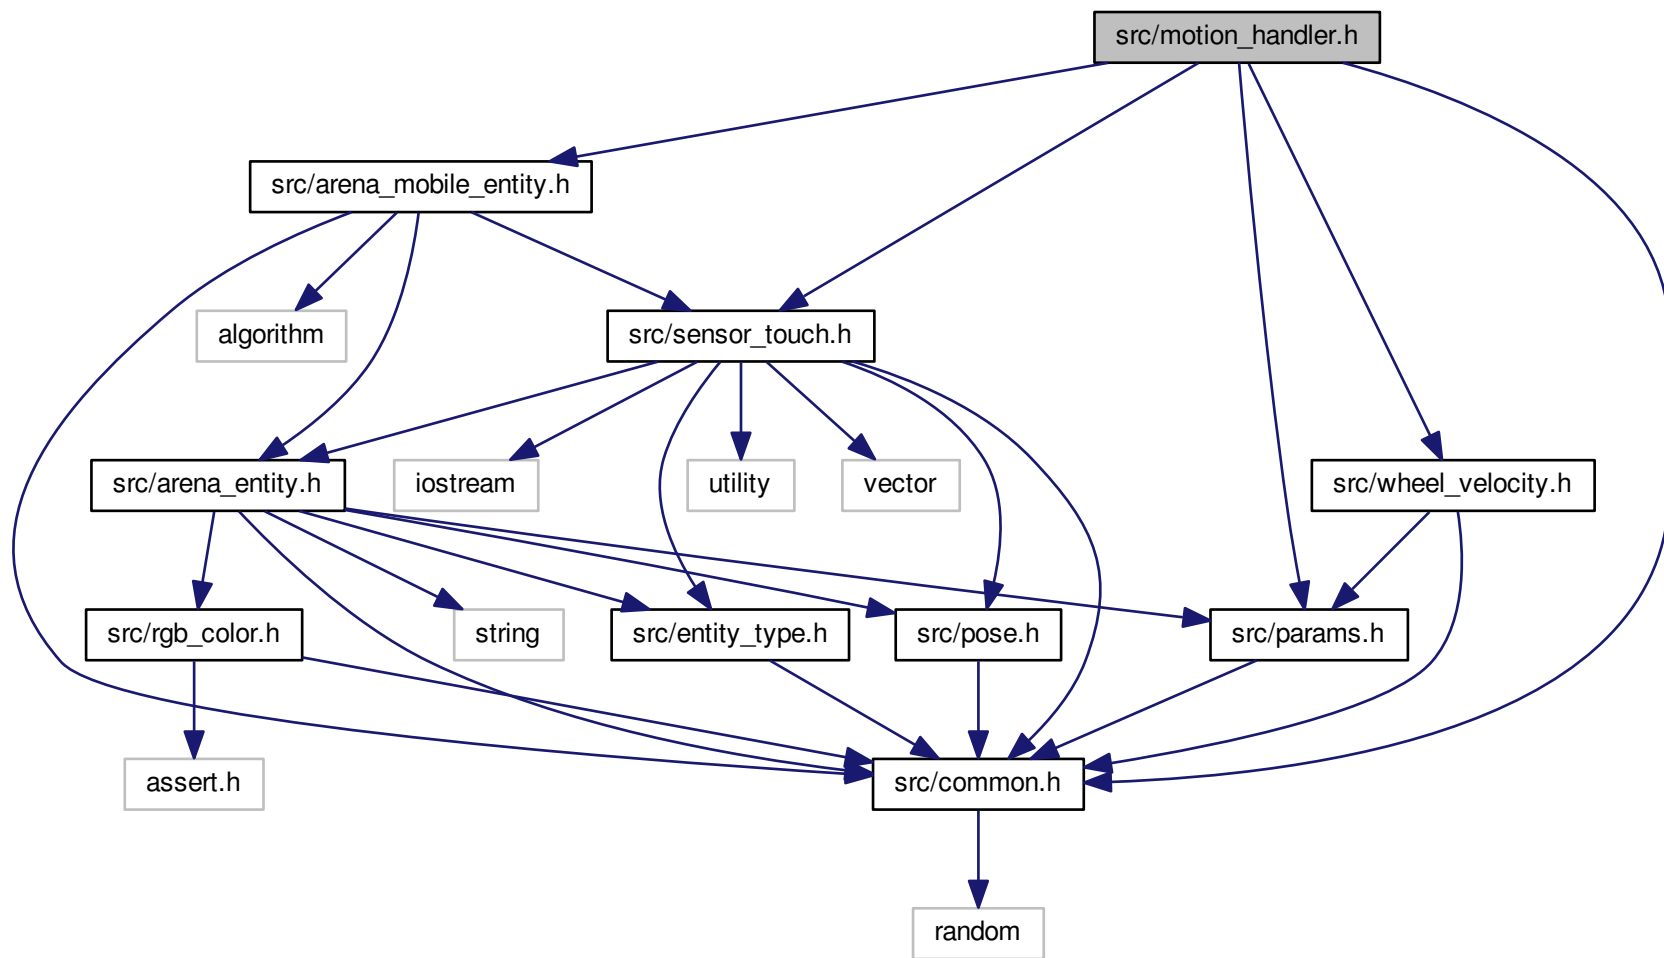 src/motion_handler.h
src/arena_mobile_entity.h
algorithm
src/sensor_touch.h
src/arena_entity.h
iostream
utility
vector
src/wheel_velocity.h
src/rgb_color.h
string
src/entity_type.h
src/pose.h
src/params.h
assert.h
src/common.h
random